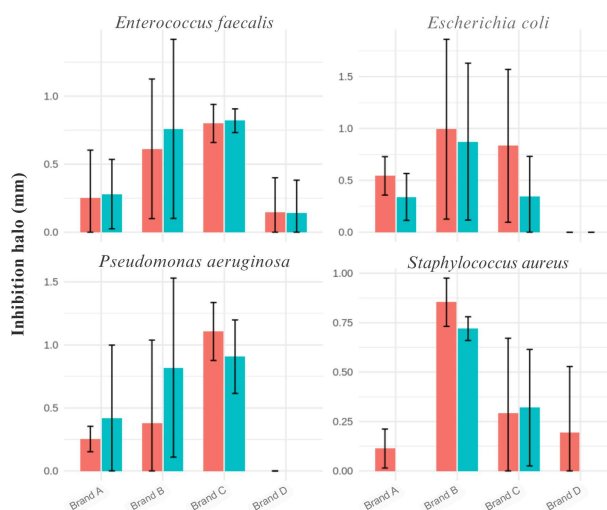 Enterococcus faecalis
Escherichia coli
Inhibition halo (mm)
1.0
0.5
0.0
1.5
1.0
0.5
0.0
Pseudomonas aeruginosa
Staphylococcus aureus
1.5
1.0
0.5
0.0
1.00
0.75
0.50
0.25
0.00
Brand A
Brand B
Brand C
Brand D
Brand A
Brand B
Brand C
Brand D